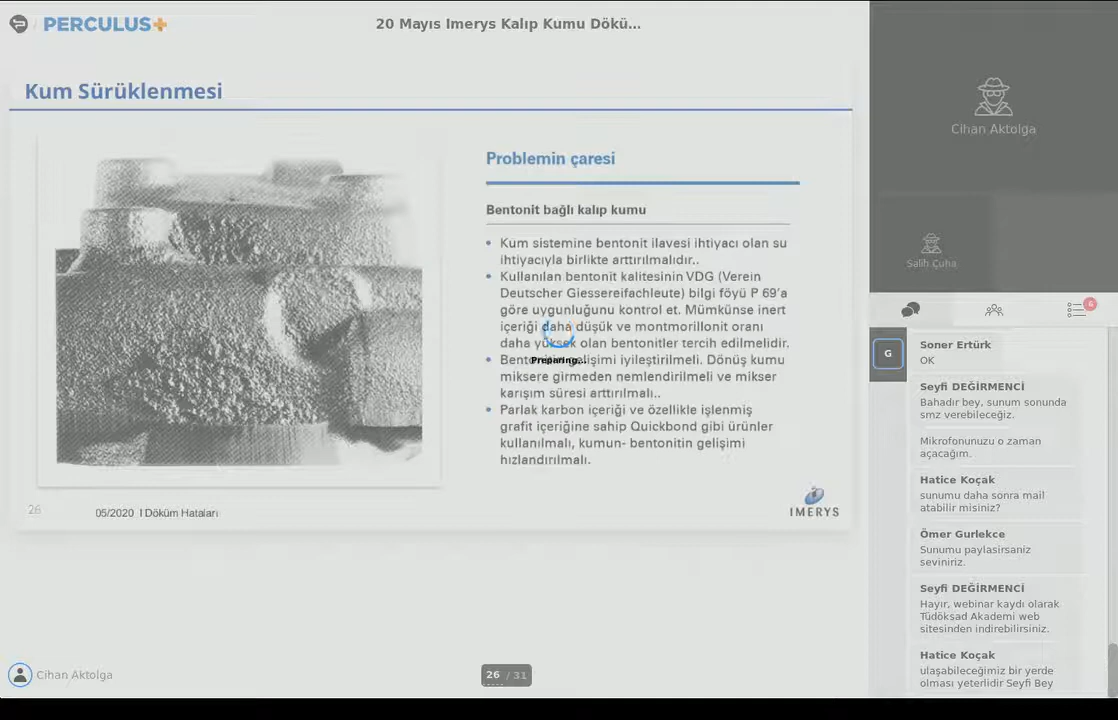 PERCULUS+
20 Mayıs Imerys Kalıp Kumu Dökü...
Kum Sürüklenmesi
Problemin çaresi
Bentonit bağlı kalıp kumu
• Kum sistemine bentonit ilavesi ihtiyacı olan su
ihtiyacıyla birlikte arttırılmalıdır..
• Kullanılan bentonit kalitesinin VDG (Verein
Deutscher Giessereifachleute) bilgi föyü P 69'a
göre uygunluğunu kontrol et. Mümkünse inert
içeriği daha düşük ve montmorillonit oranı
daha yüksek olan bentonitler tercih edilmelidir.
Preparing...
• gelişimi iyileştirilmeli. Dönüş kumu
miksere girmeden nemlendirilmeli ve mikser
karışım süresi arttırılmalı..
• Parlak karbon içeriği ve özellikle işlenmiş
grafit içeriğine sahip Quickbond gibi ürünler
kullanılmalı, kumun- bentonitin gelişimi
hızlandırılmalı.
26
05/2020 I Döküm Hataları
IMERYS
Cihan Aktolga
26 / 31
Cihan Aktolga
Salih Çuha
6
G
Soner Ertürk
OK
Seyfi DEĞİRMENCİ
Bahadır bey, sunum sonunda
smz verebileceğiz.
Mikrofonunuzu o zaman
açacağım.
Hatice Koçak
sunumu daha sonra mail
atabilir misiniz?
Ömer Gurlekce
Sunumu paylasirsaniz
seviniriz.
Seyfi DEĞİRMENCİ
Hayır, webinar kaydı olarak
Tüdöksad Akademi web
sitesinden indirebilirsiniz.
Hatice Koçak
ulaşabileceğimiz bir yerde
olması yeterlidir Seyfi Bey